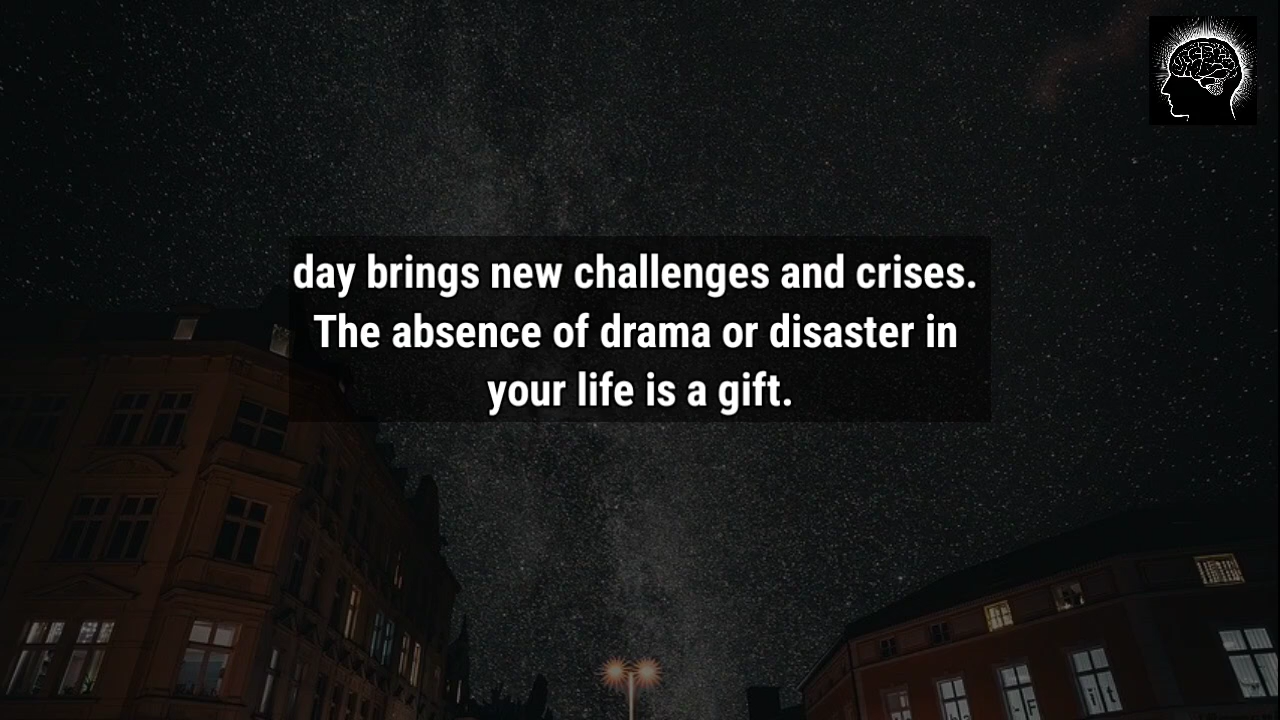 day brings new challenges and crises.
The absence of drama or disaster in
your life is a gift.